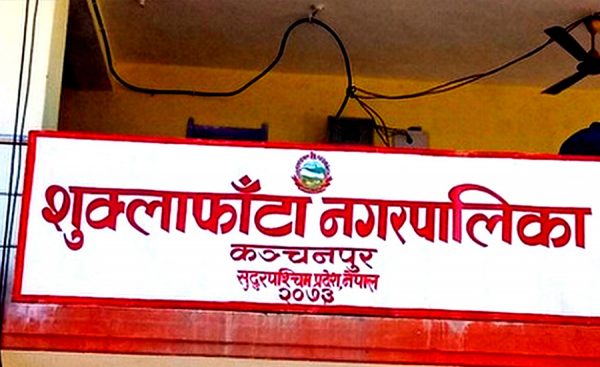 शुक्लाफाँटा नगरपालिका
कञ्चनपुर
सुदुरपश्चिम प्रदेश, नेपाल
२०७३